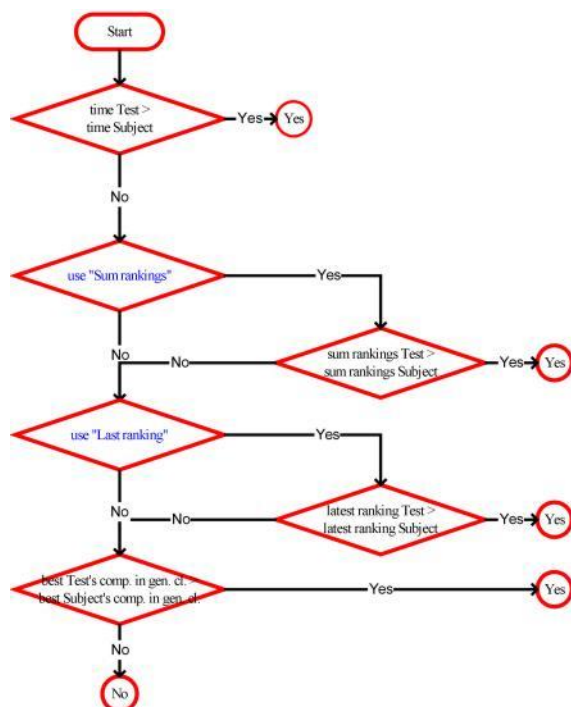 Start
time Test >
time Subject
Yes
Yes
No
use "Sum rankings"
Yes
No
No
sum rankings Test >
sum rankings Subject
Yes
Yes
use "Last ranking"
Yes
No
No
latest ranking Test >
latest ranking Subject
Yes
Yes
best Test's comp. in gen. cl.
best Subject's comp. in gen. cl.
Yes
Yes
No
No